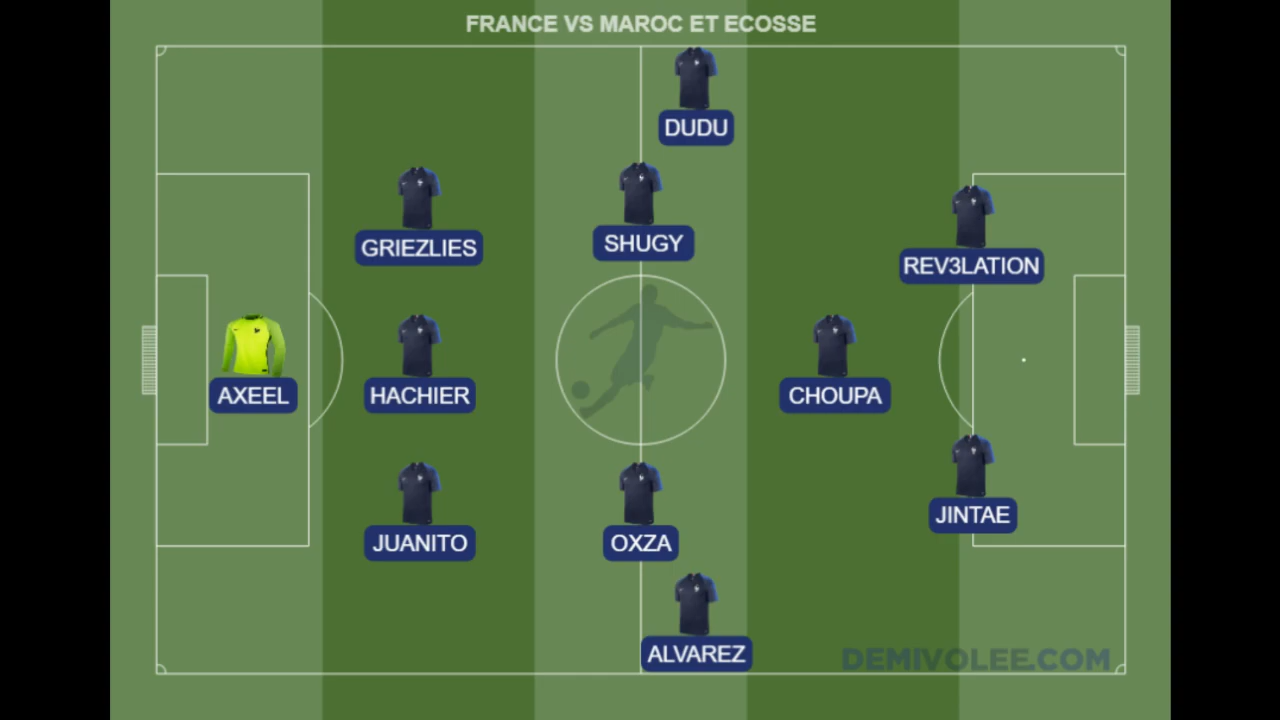 FRANCE VS MAROC ET ECOSSE
DUDU
GRIEZLIES
SHUGY
REV3LATION
AXEEL
HACHIER
CHOUPA
JUANITO
OXZA
JINTAE
ALVAREZ
DEMIVOLEE.COM